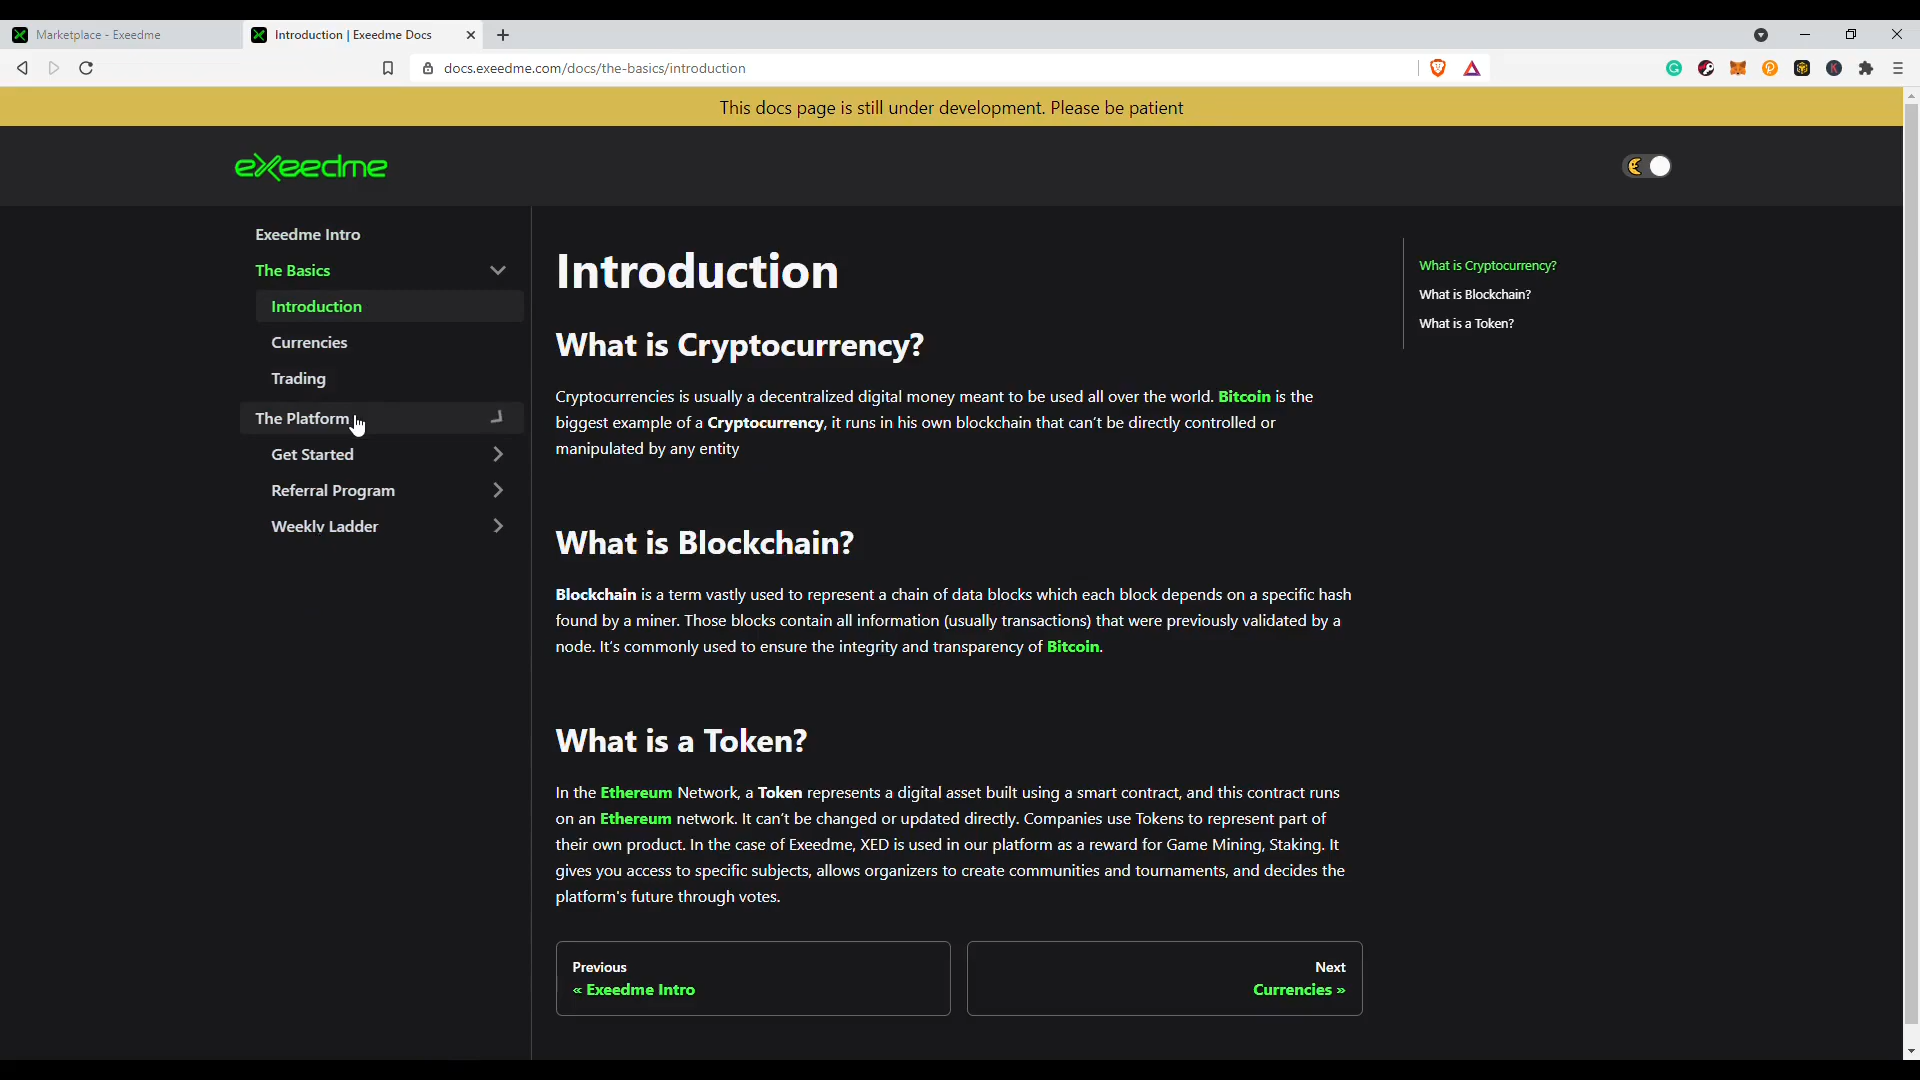 Marketplace - Exeedme
Introduction | Exeedme Docs
docs.exeedme.com/docs/the-basics/introduction
This docs page is still under development. Please be patient
exeedme
Exeedme Intro
The Basics
Introduction
Currencies
Trading
The Platform
Get Started
Referral Program
Weekly Ladder
Introduction
What is Cryptocurrency?
Cryptocurrencies is usually a decentralized digital money meant to be used all over the world. Bitcoin is the
biggest example of a Cryptocurrency, it runs in his own blockchain that can't be directly controlled or
manipulated by any entity
What is Blockchain?
Blockchain is a term vastly used to represent a chain of data blocks which each block depends on a specific hash
found by a miner. Those blocks contain all information (usually transactions) that were previously validated by a
node. It's commonly used to ensure the integrity and transparency of Bitcoin.
What is a Token?
In the Ethereum Network, a Token represents a digital asset built using a smart contract, and this contract runs
on an Ethereum network. It can't be changed or updated directly. Companies use Tokens to represent part of
their own product. In the case of Exeedme, XED is used in our platform as a reward for Game Mining, Staking. It
gives you access to specific subjects, allows organizers to create communities and tournaments, and decides the
platform's future through votes.
Previous
« Exeedme Intro
Next
Currencies »
What is Cryptocurrency?
What is Blockchain?
What is a Token?